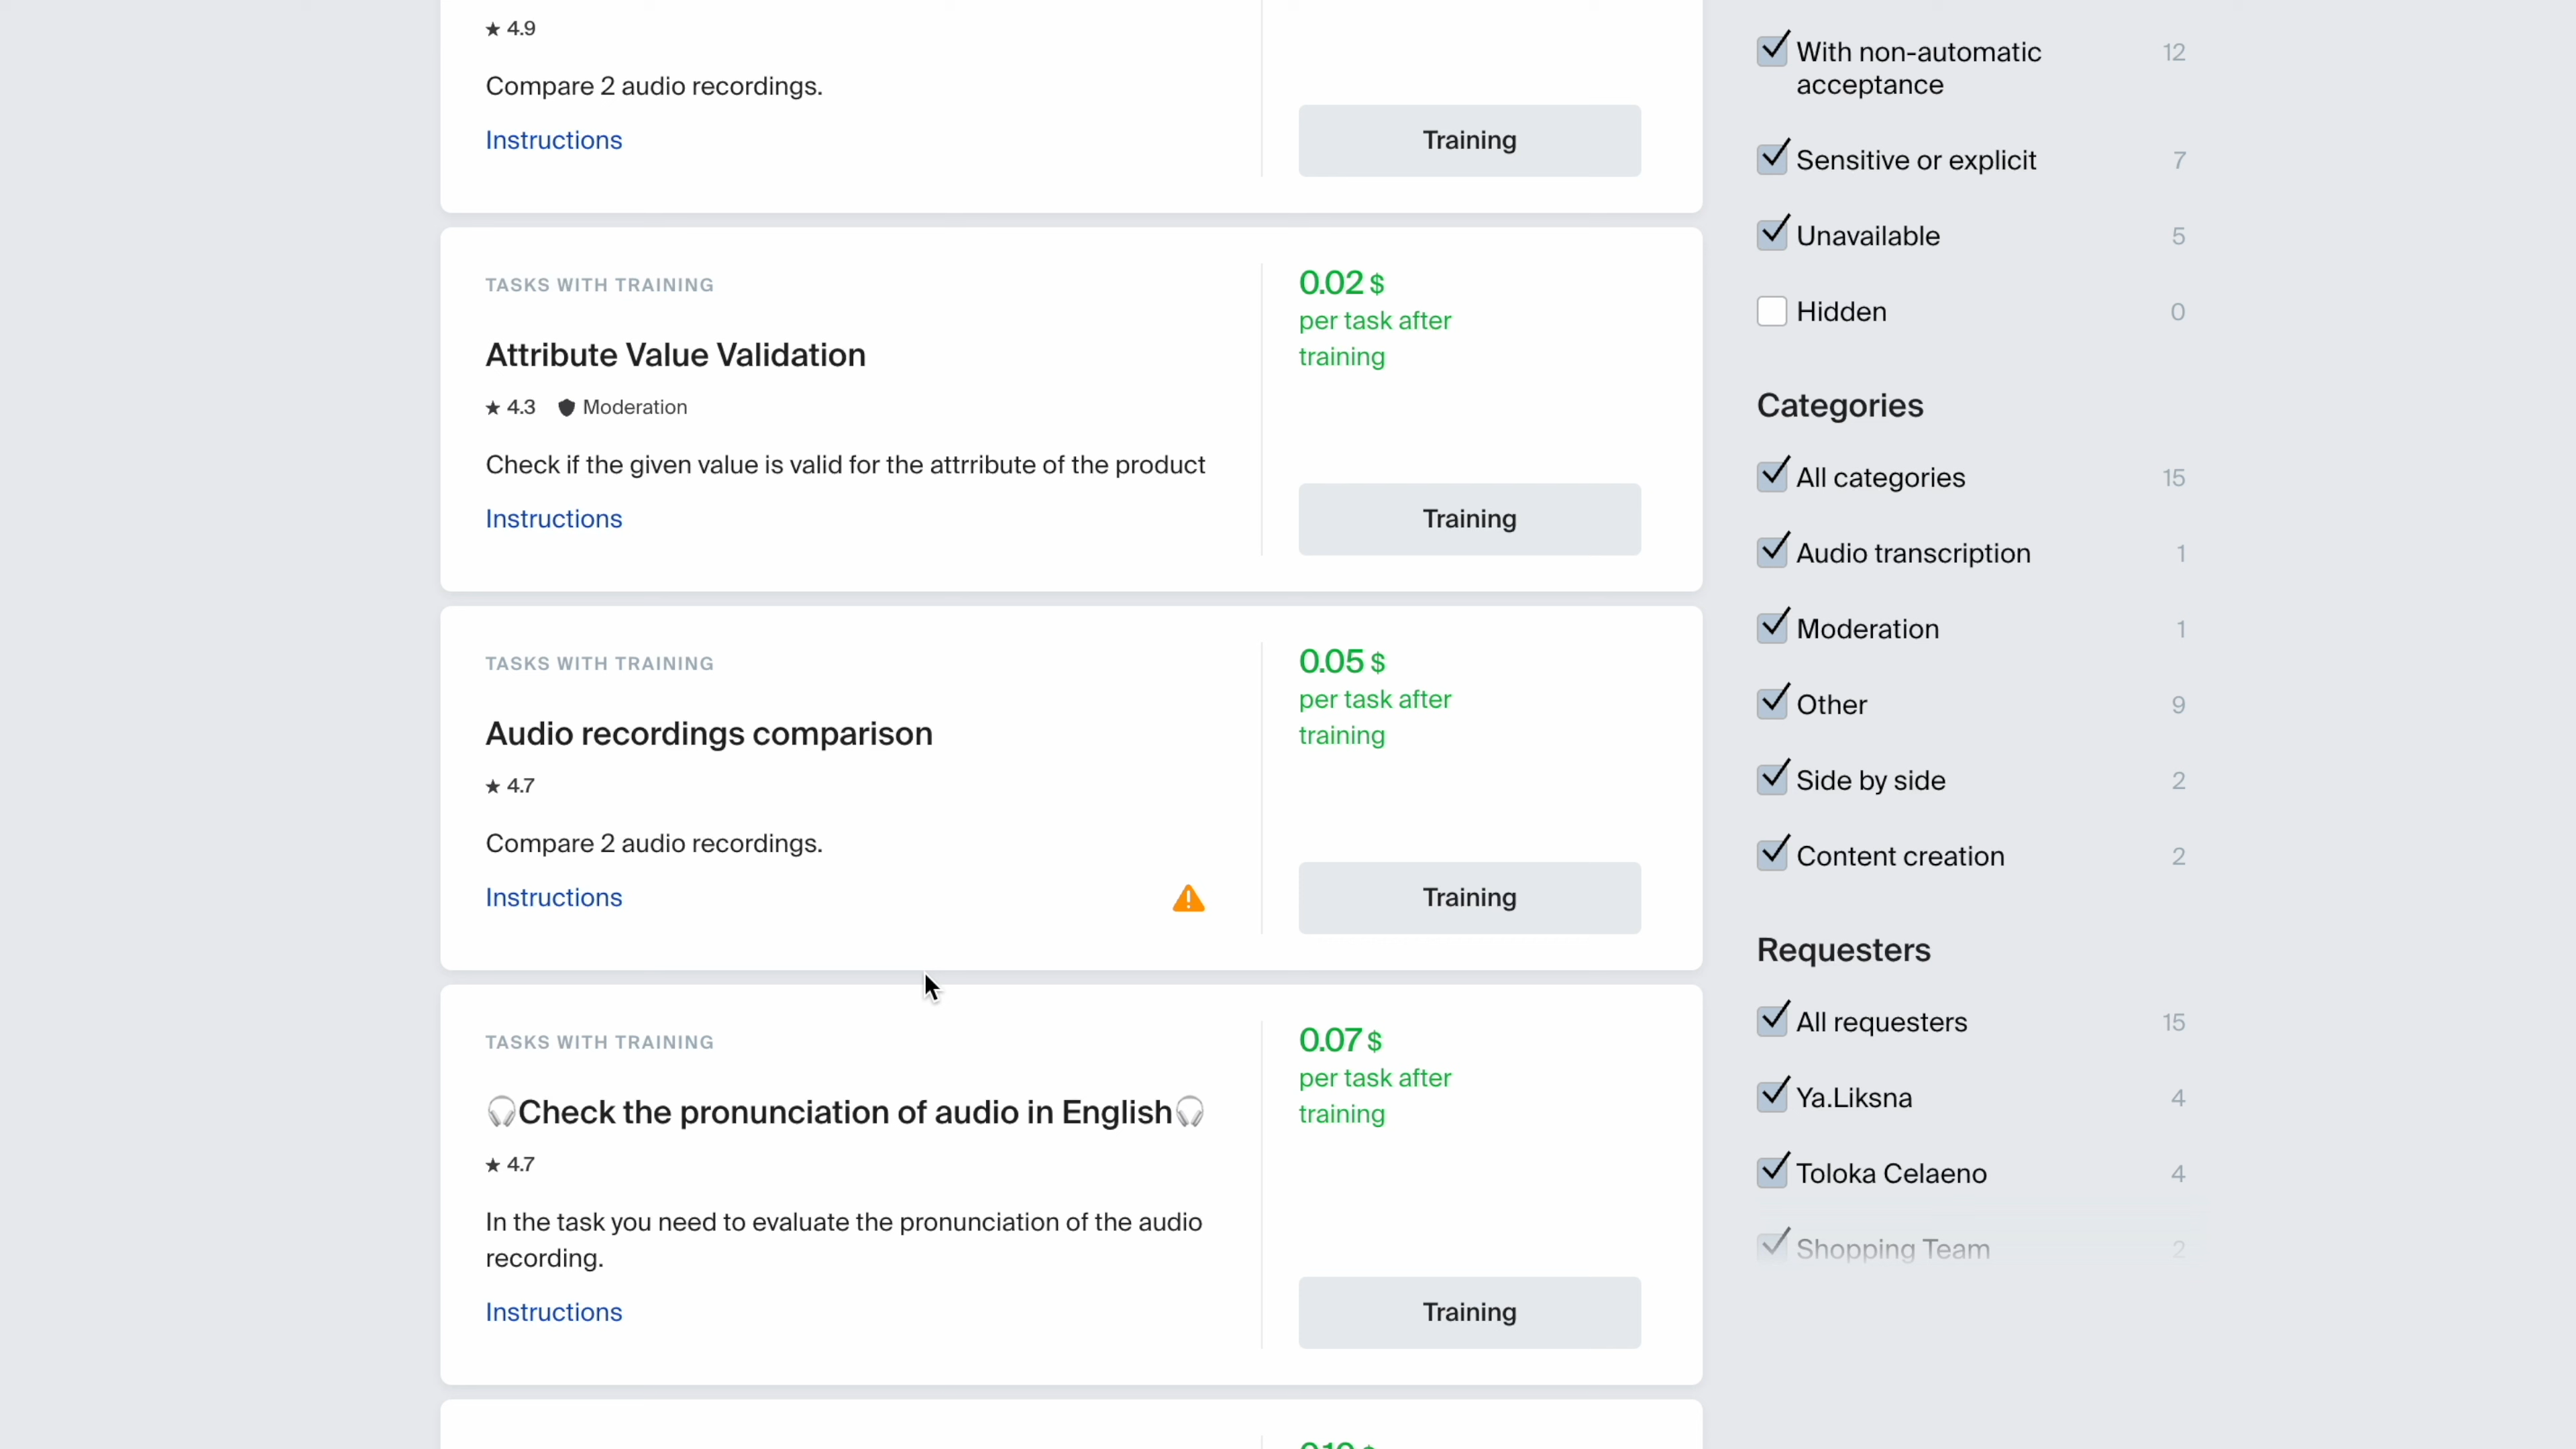 ★ 4.9
Compare 2 audio recordings.
Instructions
Training
TASKS WITH TRAINING
Attribute Value Validation
★ 4.3 Moderation
Check if the given value is valid for the attrribute of the product
Instructions
0.02 $
per task after
training
Training
TASKS WITH TRAINING
Audio recordings comparison
★ 4.7
Compare 2 audio recordings.
Instructions
0.05 $
per task after
training
Training
TASKS WITH TRAINING
🎧Check the pronunciation of audio in English🎧
★ 4.7
In the task you need to evaluate the pronunciation of the audio
recording.
Instructions
0.07 $
per task after
training
Training
With non-automatic 12
acceptance
Sensitive or explicit 7
Unavailable 5
Hidden 0
Categories
All categories 15
Audio transcription 1
Moderation 1
Other 9
Side by side 2
Content creation 2
Requesters
All requesters 15
Ya.Liksna 4
Toloka Celaeno 4
Shopping Team 2